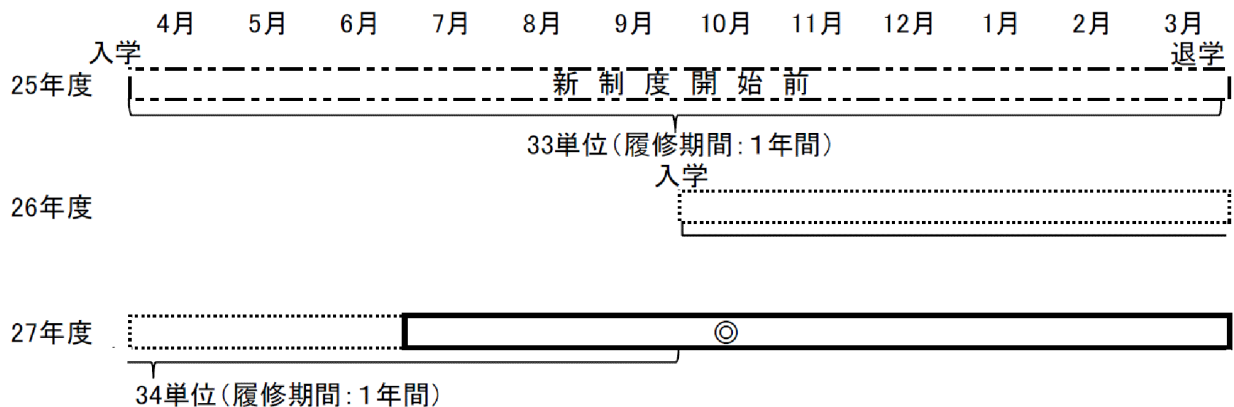 4月 5月 6月 7月 8月 9月 10月 11月 12月 1月 2月 3月
入学 退学
25年度 新制度開始前
33単位(履修期間:1年間)
入学
26年度
27年度 ◎
34単位(履修期間:1年間)